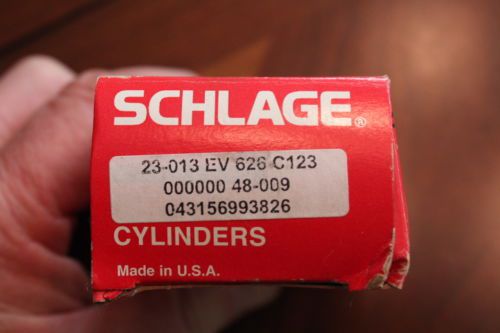 SCHLAGE®
23-013 EV 626 C123
000000 48-009
043156993826
CYLINDERS
Made in U.S.A.